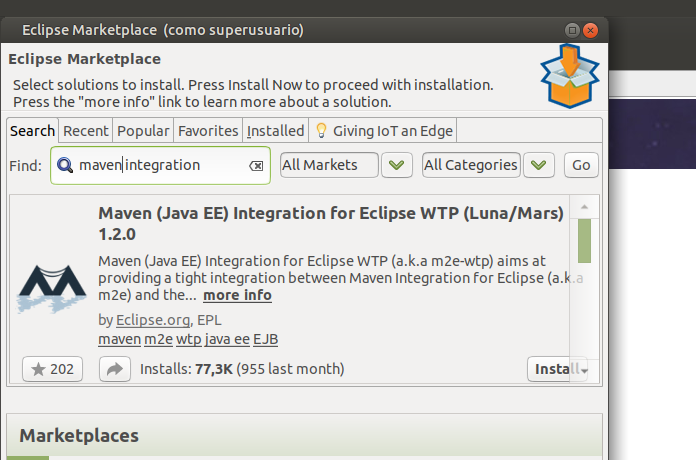 Eclipse Marketplace (como superusuario)
Eclipse Marketplace
Select solutions to install. Press Install Now to proceed with installation.
Press the "more info" link to learn more about a solution.
Search Recent Popular Favorites Installed Giving IoT an Edge
Find: maven integration All Markets All Categories Go
Maven (Java EE) Integration for Eclipse WTP (Luna/Mars)
1.2.0
Maven (Java EE) Integration for Eclipse WTP (a.k.a m2e-wtp) aims at
providing a tight integration between Maven Integration for Eclipse (a.k.a
m2e) and the... more info
by Eclipse.org, EPL
maven m2e wtp java ee EJB
202 Installs: 77,3K (955 last month) Install
Marketplaces